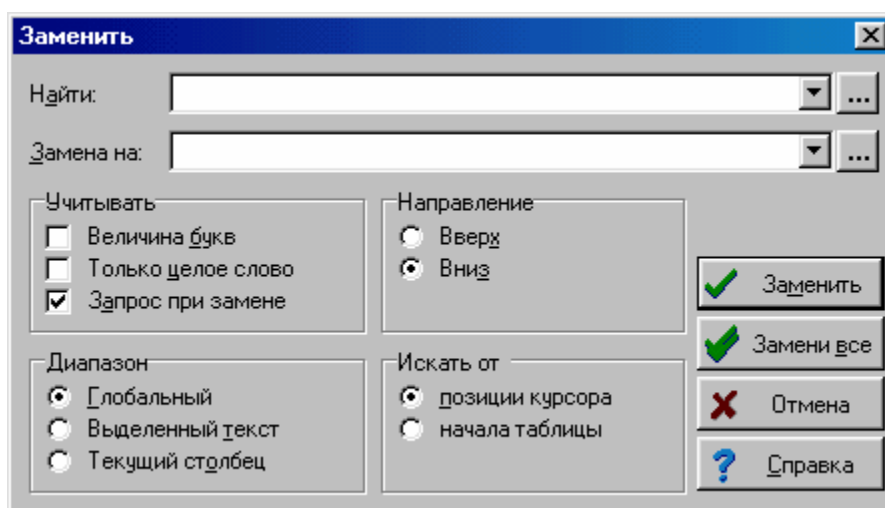 Заменить
Найти:
...
Замена на:
...
Учитывать
Величина букв
Только целое слово
Запрос при замене
Направление
Вверх
Вниз
Диапазон
Глобальный
Выделенный текст
Текущий столбец
Искать от
позиции курсора
начала таблицы
Заменить
Замени все
Отмена
Справка